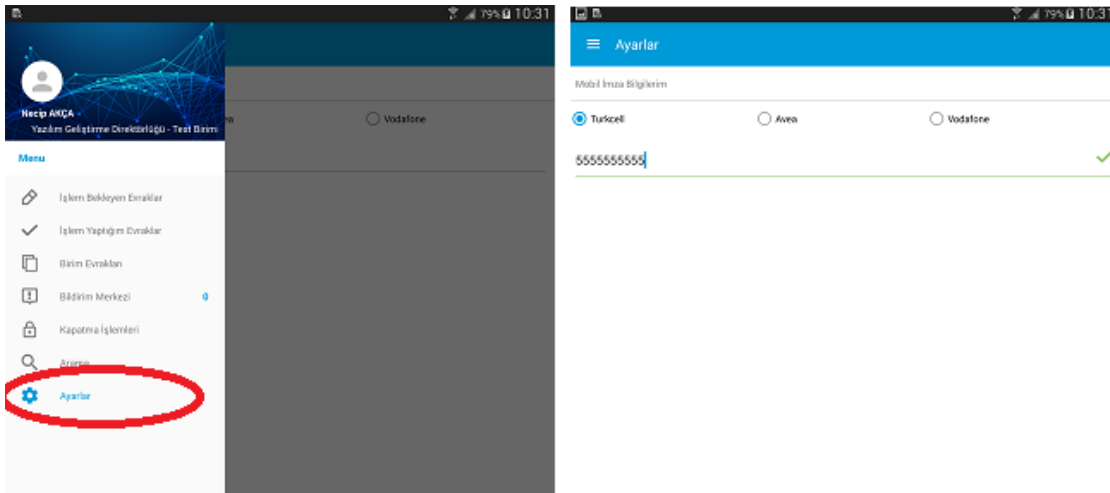 79% 10:31
Necip AKÇA
Yazılım Geliştirme Direktörlüğü - Test Birimi
Menu
İşlem Bekleyen Evraklar
İşlem Yaptığım Evraklar
Birim Evrakları
Bildirim Merkezi 0
Kapatma İşlemleri
Arama
Ayarlar
Vodafone
79% 10:31
Ayarlar
Mobil İmza Bilgilerim
Turkcell Avea Vodafone
5555555555